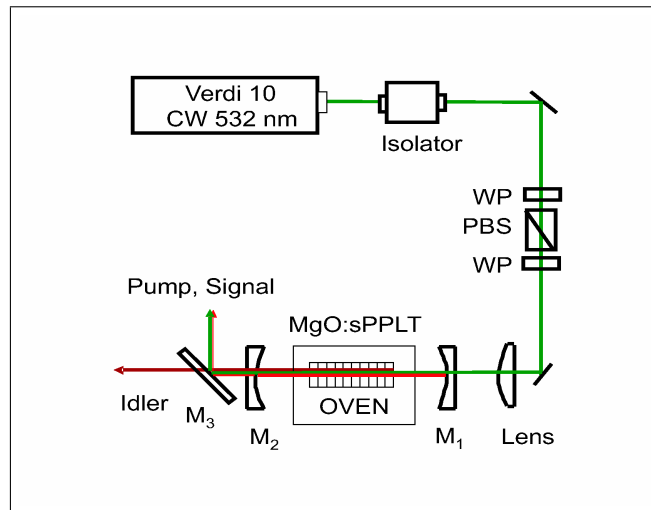 Verdi 10
CW 532 nm
Isolator
WP
PBS
WP
Pump, Signal
MgO:sPPLT
OVEN
Idler
M3
M2
M1
Lens